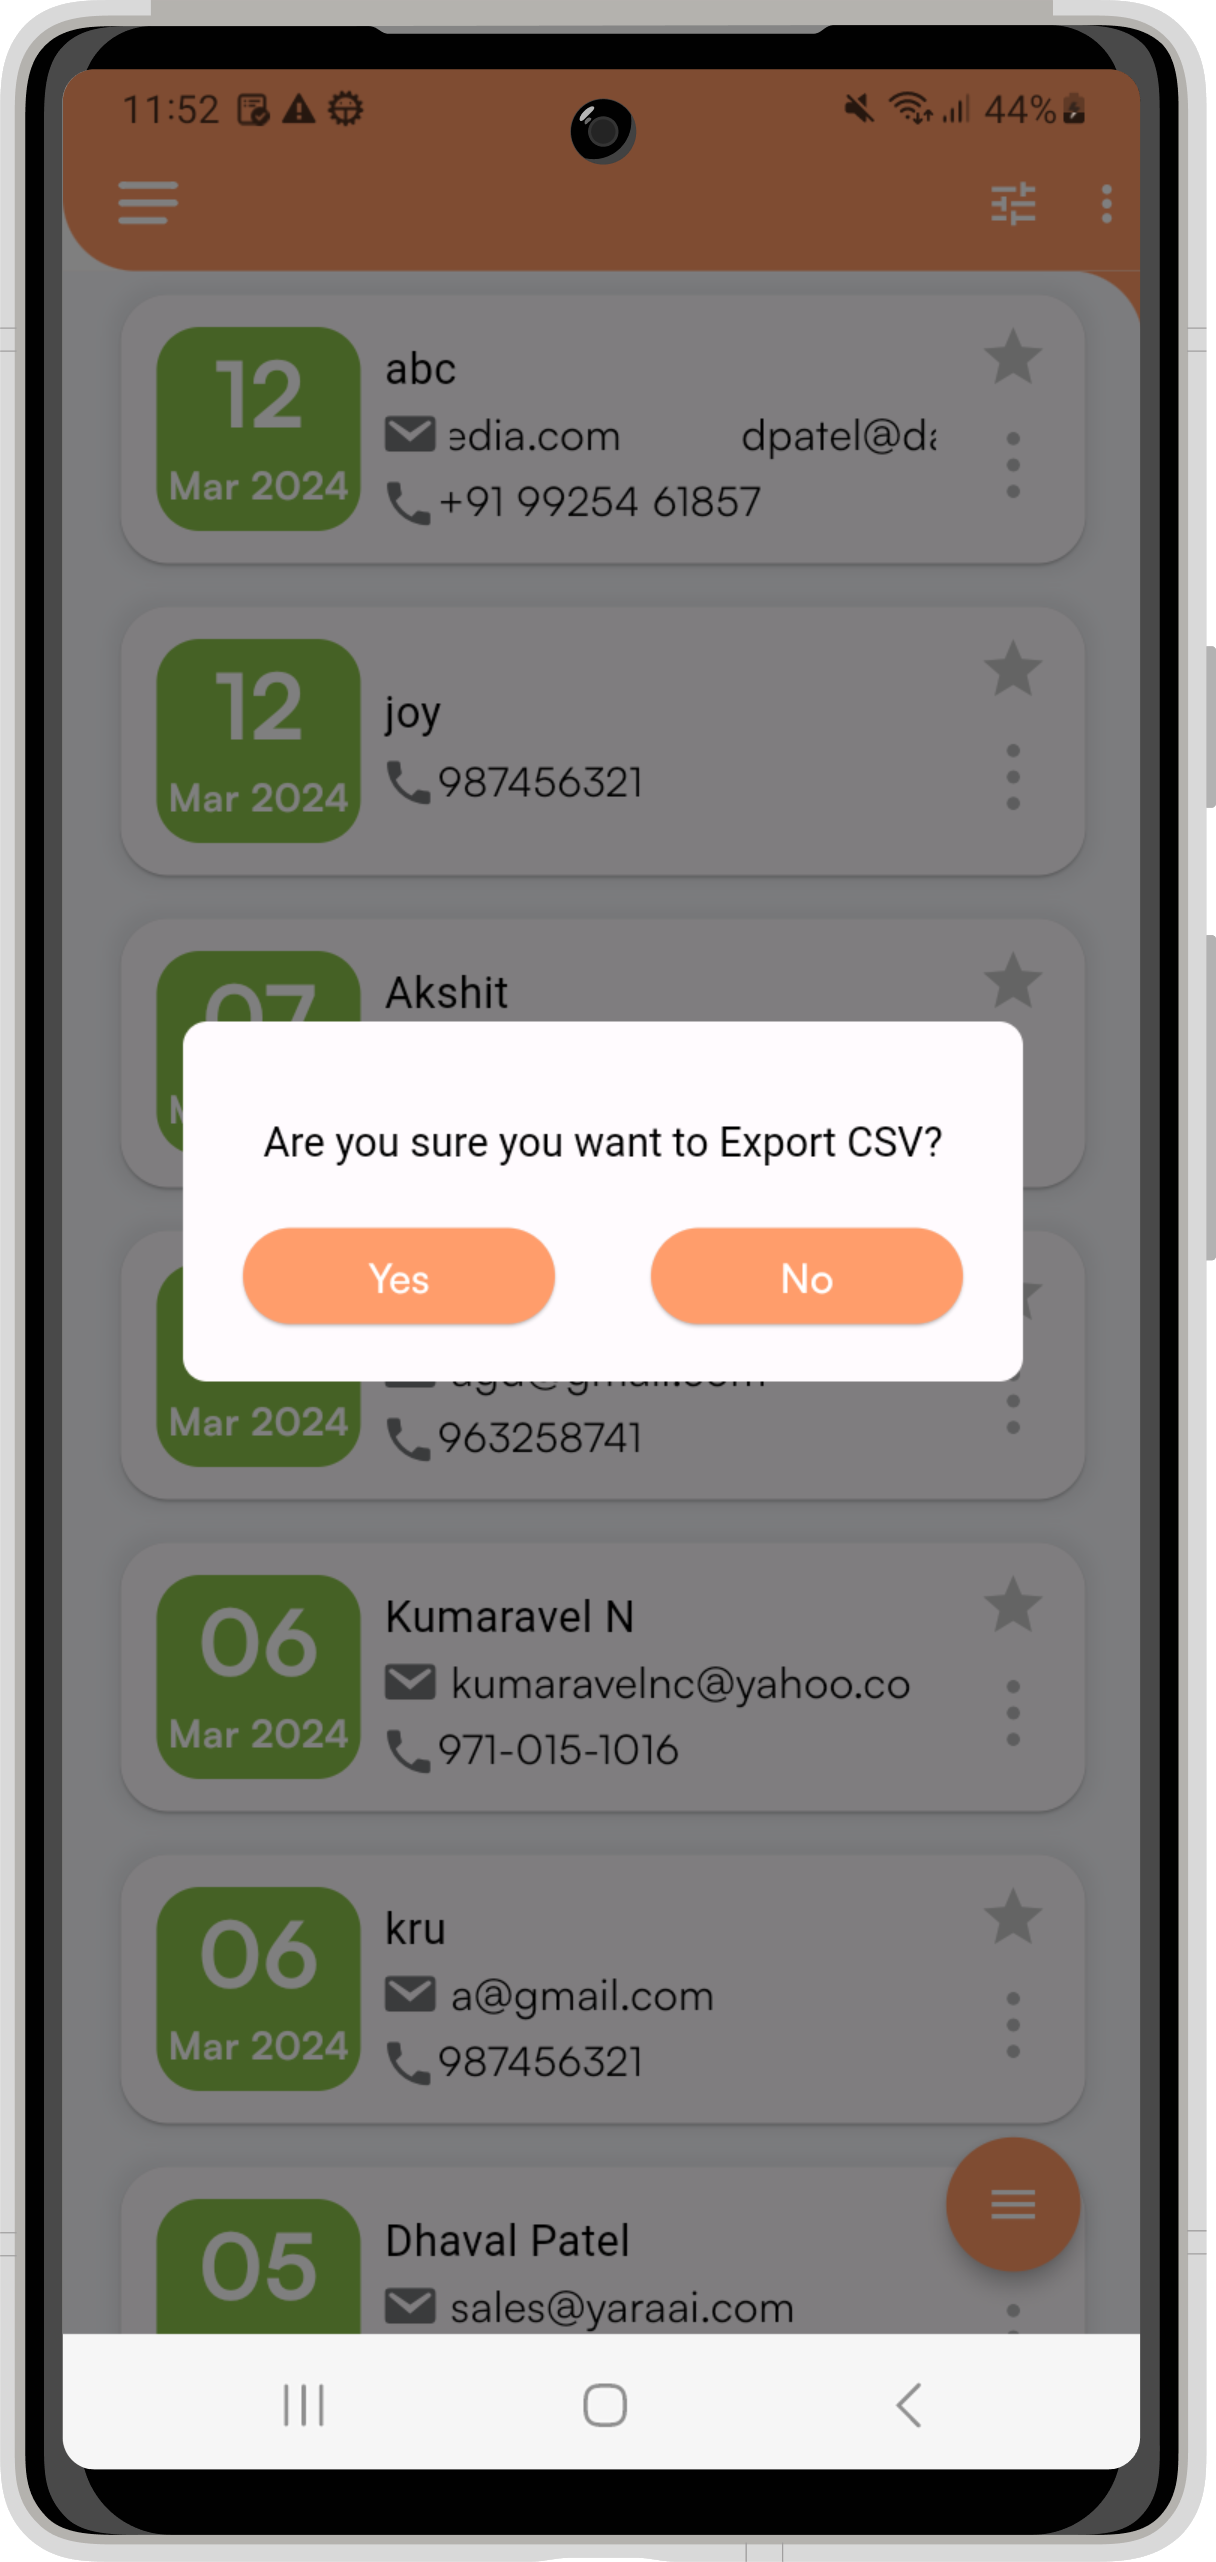 11:52 44%
12
Mar 2024
abc
edia.com dpatel@da
+91 99254 61857
12
Mar 2024
joy
987456321
07
Akshit
Are you sure you want to Export CSV?
Yes No
Mar 2024
963258741
06
Mar 2024
Kumaravel N
kumaravelnc@yahoo.co
971-015-1016
06
Mar 2024
kru
a@gmail.com
987456321
05
Dhaval Patel
sales@yaraai.com